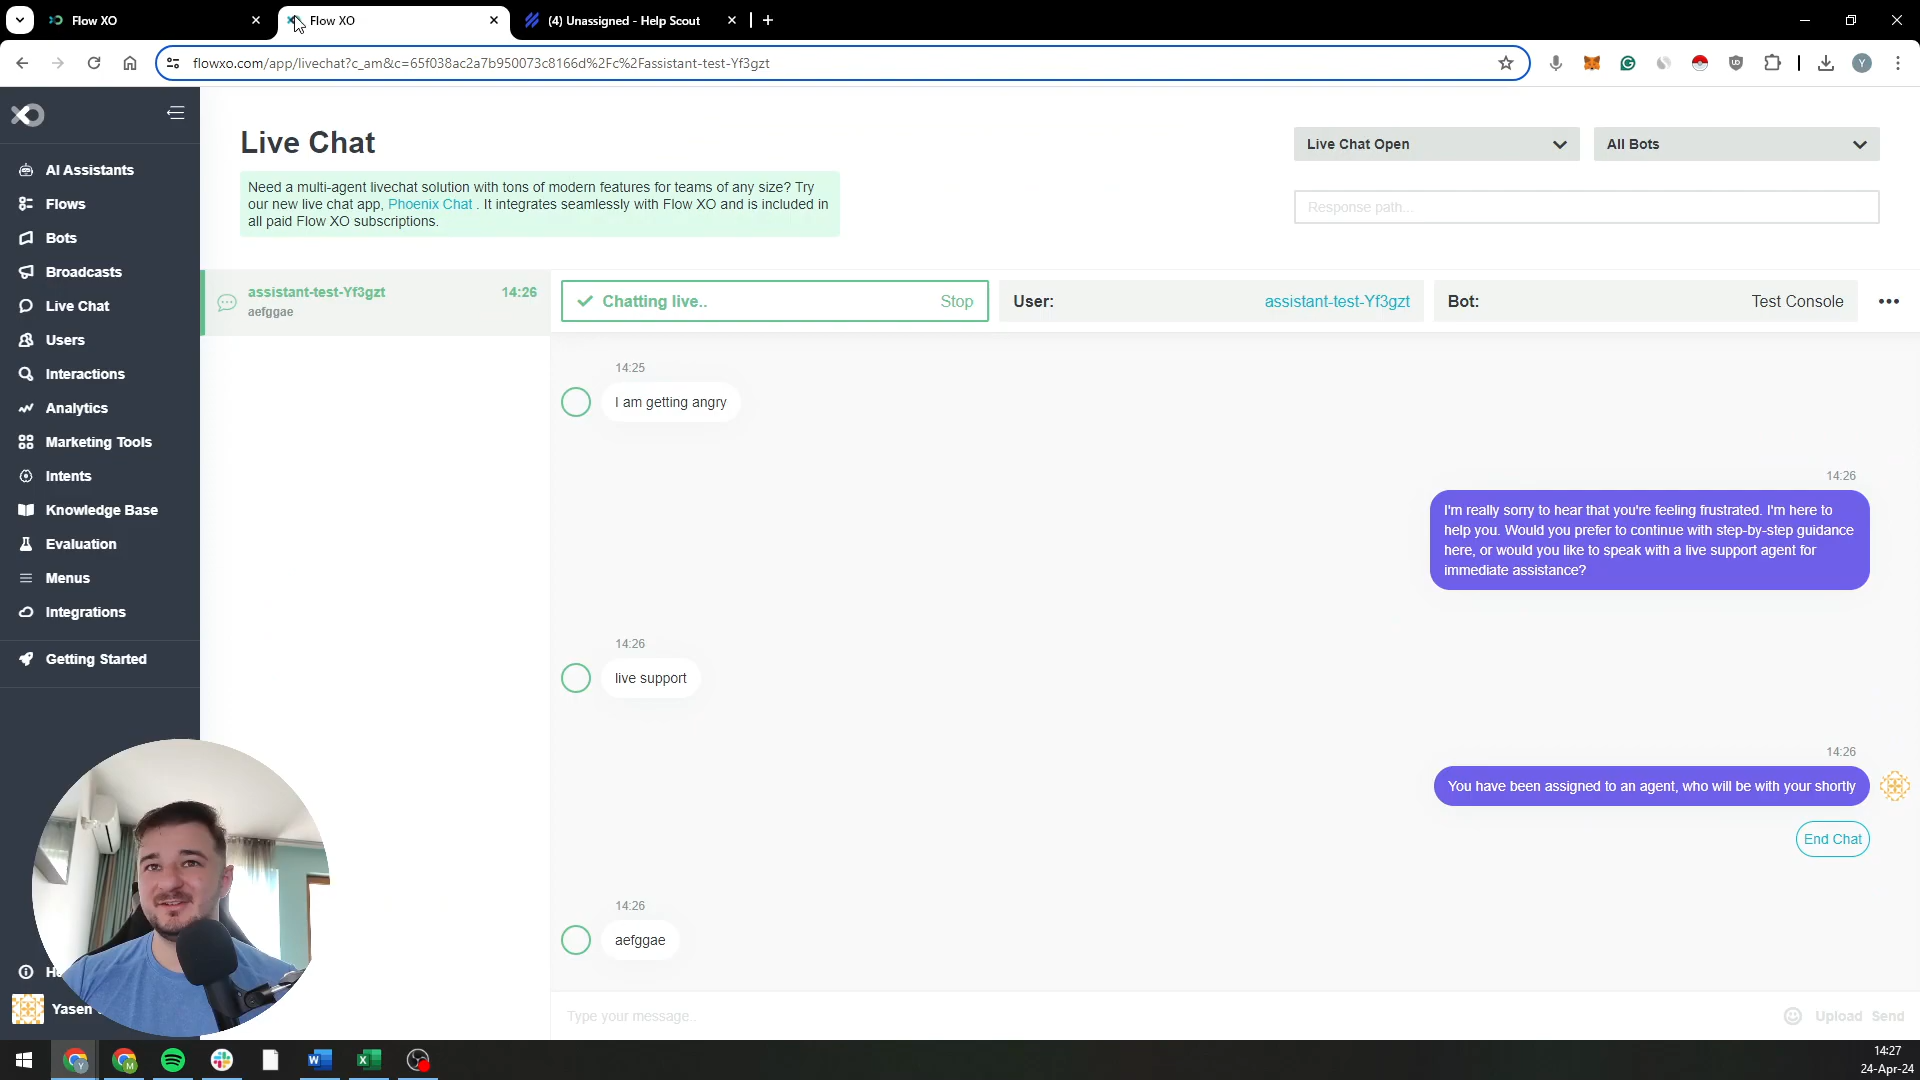 Flow XO
Flow XO
(4) Unassigned - Help Scout
flowxo.com/app/livechat?c_am&c=65f038ac2a7b950073c8166d%2Fc%2Fassistant-test-Yf3gzt
Y
XO
AI Assistants
Flows
Bots
Broadcasts
Live Chat
Users
Interactions
Analytics
Marketing Tools
Intents
Knowledge Base
Evaluation
Menus
Integrations
Getting Started
Yasen
Live Chat
Need a multi-agent livechat solution with tons of modern features for teams of any size? Try
our new live chat app, Phoenix Chat . It integrates seamlessly with Flow XO and is included in
all paid Flow XO subscriptions.
Live Chat Open
All Bots
Response path...
assistant-test-Yf3gzt
14:26
aefggae
Chatting live..
Stop
User:
assistant-test-Yf3gzt
Bot:
Test Console
14:25
I am getting angry
14:26
I'm really sorry to hear that you're feeling frustrated. I'm here to
help you. Would you prefer to continue with step-by-step guidance
here, or would you like to speak with a live support agent for
immediate assistance?
14:26
live support
14:26
You have been assigned to an agent, who will be with your shortly
End Chat
14:26
aefggae
Type your message..
Upload
Send
14:27
24-Apr-24